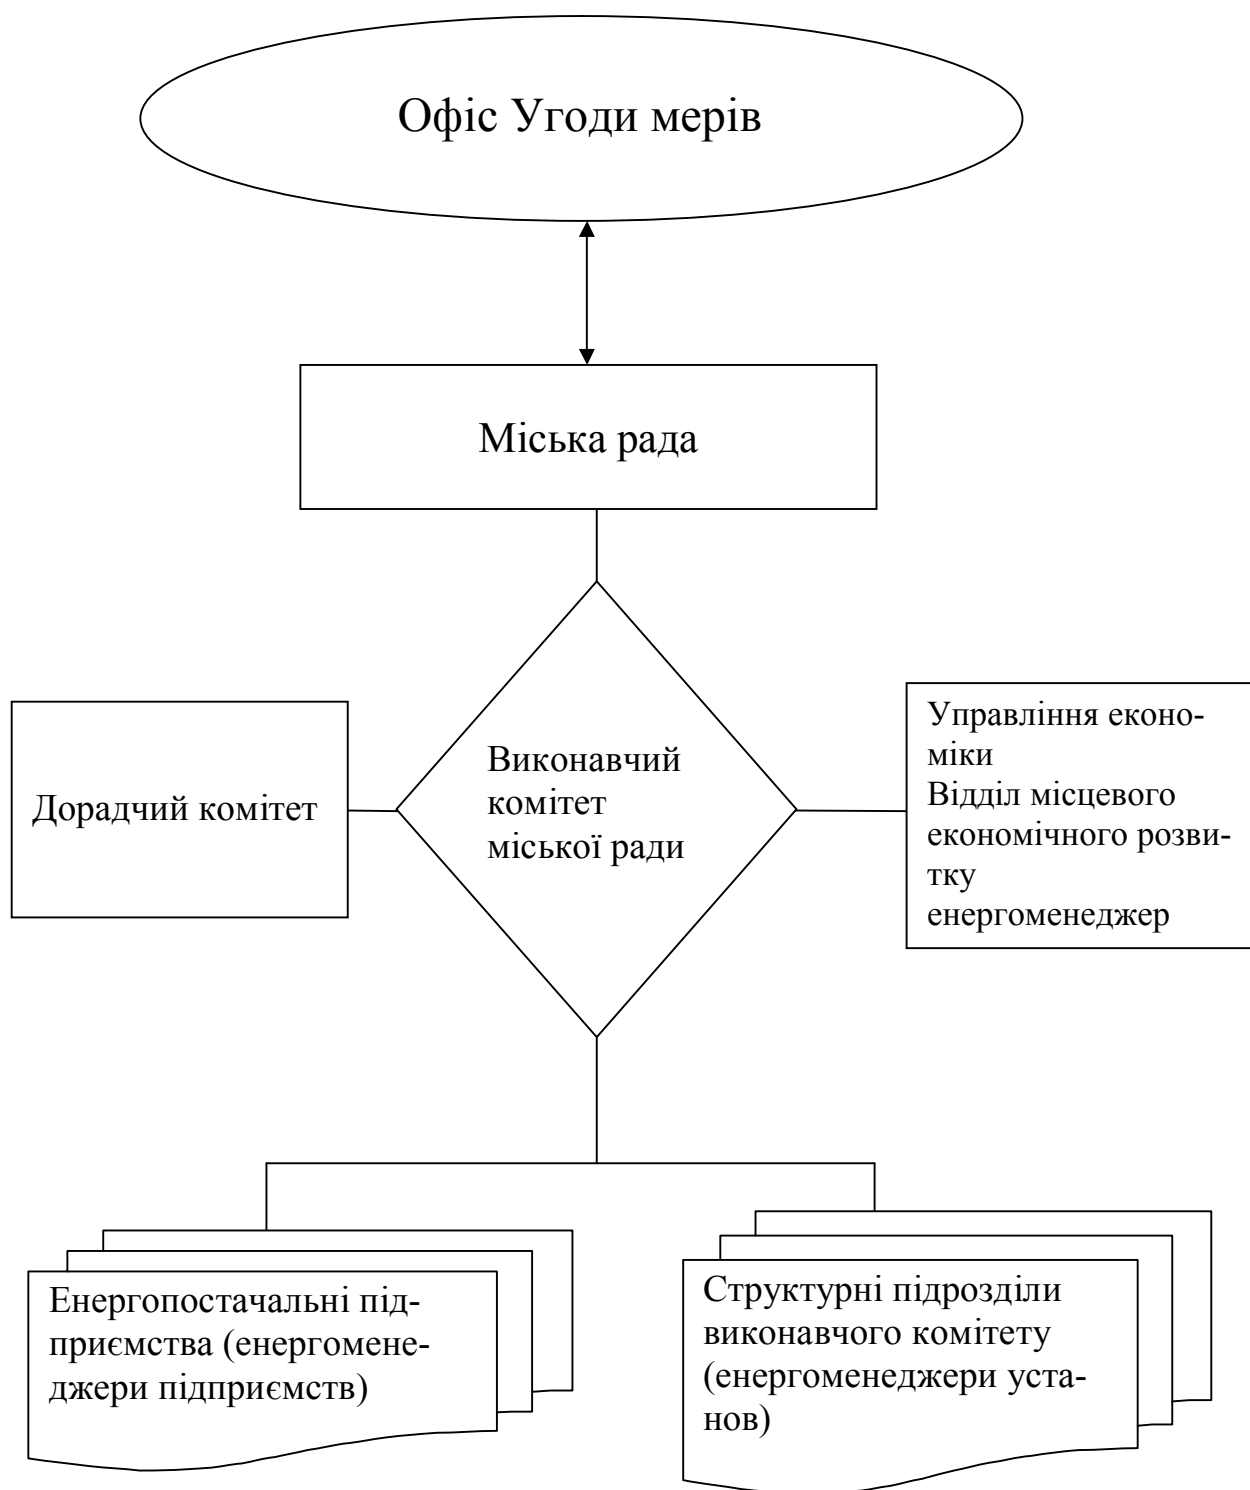 Офіс Угоди мерів
Міська рада
Дорадчий комітет
Виконавчий
комітет
міської ради
Управління еконо-
міки
Відділ місцевого
економічного розви-
тку
енергоменеджер
Енергопостачальні під-
приємства (енергомене-
джери підприємств)
Структурні підрозділи
виконавчого комітету
(енергоменеджери уста-
нов)